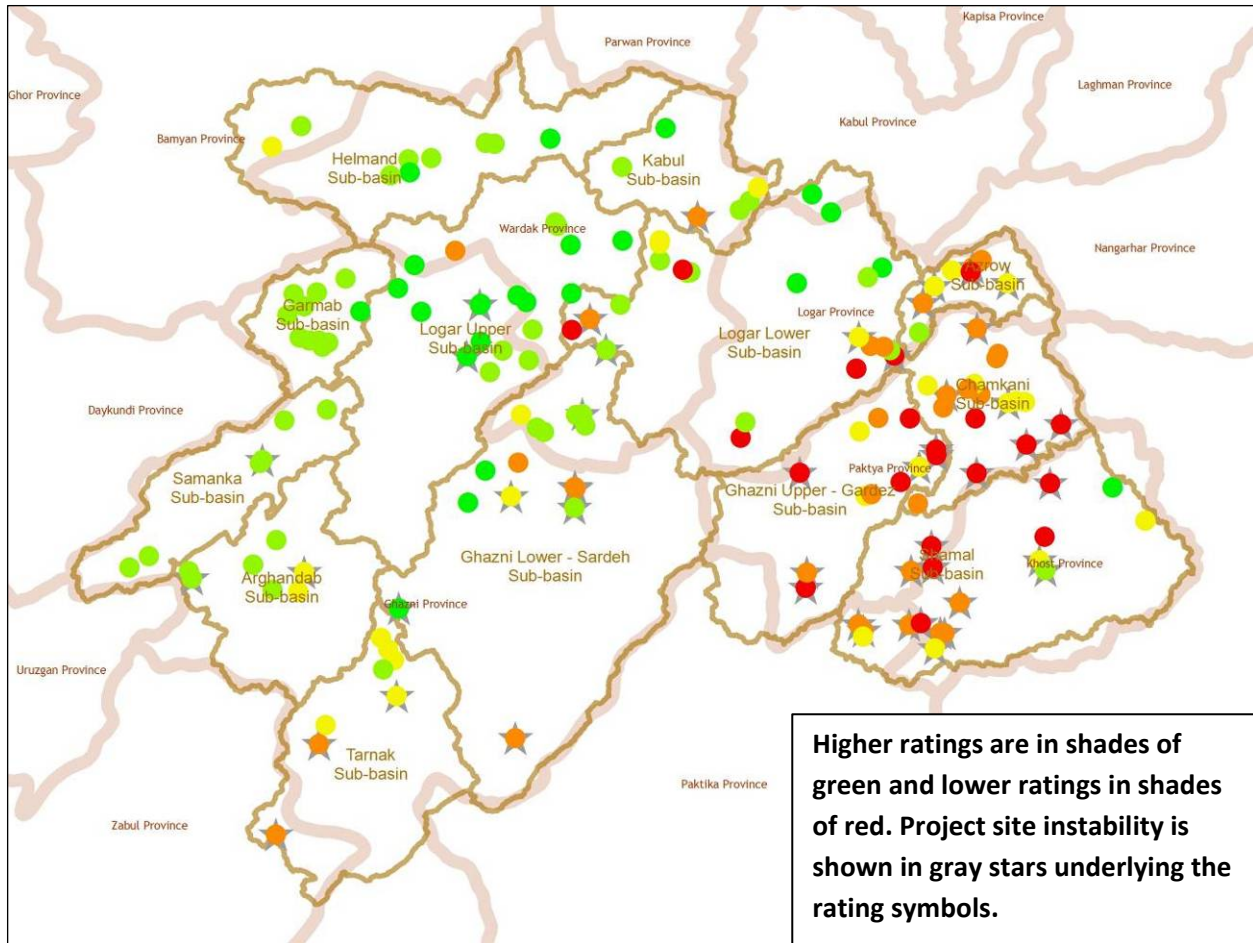 Kapisa Province
Parwan Province
Laghman Province
Ghor Province
Kabul Province
Bamyan Province
Helmand
Sub-basin
Kabul
Sub-basin
Wardak Province
Nangarhar Province
Azrow
Sub-basin
Garmab
Sub-basin
Logar Upper
Sub-basin
Logar Province
Logar Lower
Sub-basin
Chamkani
Sub-basin
Daykundi Province
Samanka
Sub-basin
Paktya Province
Ghazni Upper - Gardez
Sub-basin
Ghazni Lower - Sardeh
Sub-basin
Shamal
Sub-basin
Khost Province
Arghandab
Sub-basin
Ghazni Province
Uruzgan Province
Tarnak
Sub-basin
Paktika Province
Zabul Province
Higher ratings are in shades of
green and lower ratings in shades
of red. Project site instability is
shown in gray stars underlying the
rating symbols.